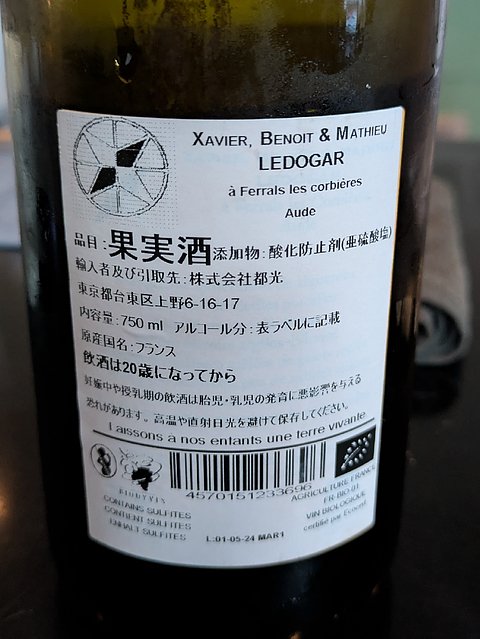 XAVIER, BENOIT & MATHIEU
LEDOGAR
à Ferrals les corbières
Aude
品目：果実酒 添加物：酸化防止剤(亜硫酸塩)
輸入者及び引取先：株式会社都光
東京都台東区上野6-16-17
内容量：750 ml アルコール分：表ラベルに記載
原産国名：フランス
飲酒は20歳になってから
妊娠中や授乳期の飲酒は胎児・乳児の発育に悪影響を与える
恐れがあります。高温や直射日光を避けて保存してください。
Laissons à nos enfants une terre vivante
4570151233696
CONTAINS SULFITES
CONTIENT SULFITES
ENHALT SULFITES
L:01-05-24 MAR1
AGRICULTURE FRANCE
FR-BIO-01
VIN BIOLOGIQUE
certifié par Ecocert